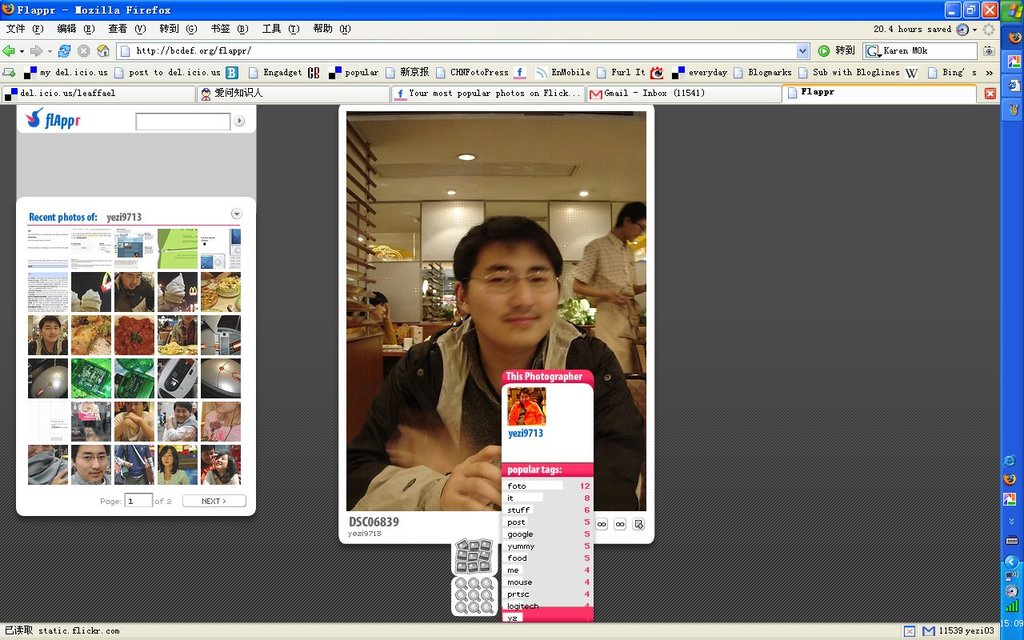 Flappr - Mozilla Firefox
文件 (F) 编辑 (E) 查看 (V) 转到 (G) 书签 (B) 工具 (T) 帮助 (H)
20.4 hours saved
http://bcdef.org/flappr/
转到
Karen MOk
my del.icio.us post to del.icio.us Engadget popular 新京报 CHNFotoPress EnMobile Furl It everyday Blogmarks Sub with Bloglines Bing's »
del.icio.us/leaffael 爱问知识人 Your most popular photos on Flick... Gmail - Inbox (11541) Flappr
flAppr
Recent photos of: yezi9713
Page: 1 of 2 NEXT >
DSC06839
yezi9713
This Photographer
yezi9713
popular tags:
foto 12
it 8
stuff 6
post 5
google 5
yummy 5
food 5
me 4
mouse 4
prtsc 4
logitech 4
yz
已读取 static.flickr.com
11539 yezi03
15:09